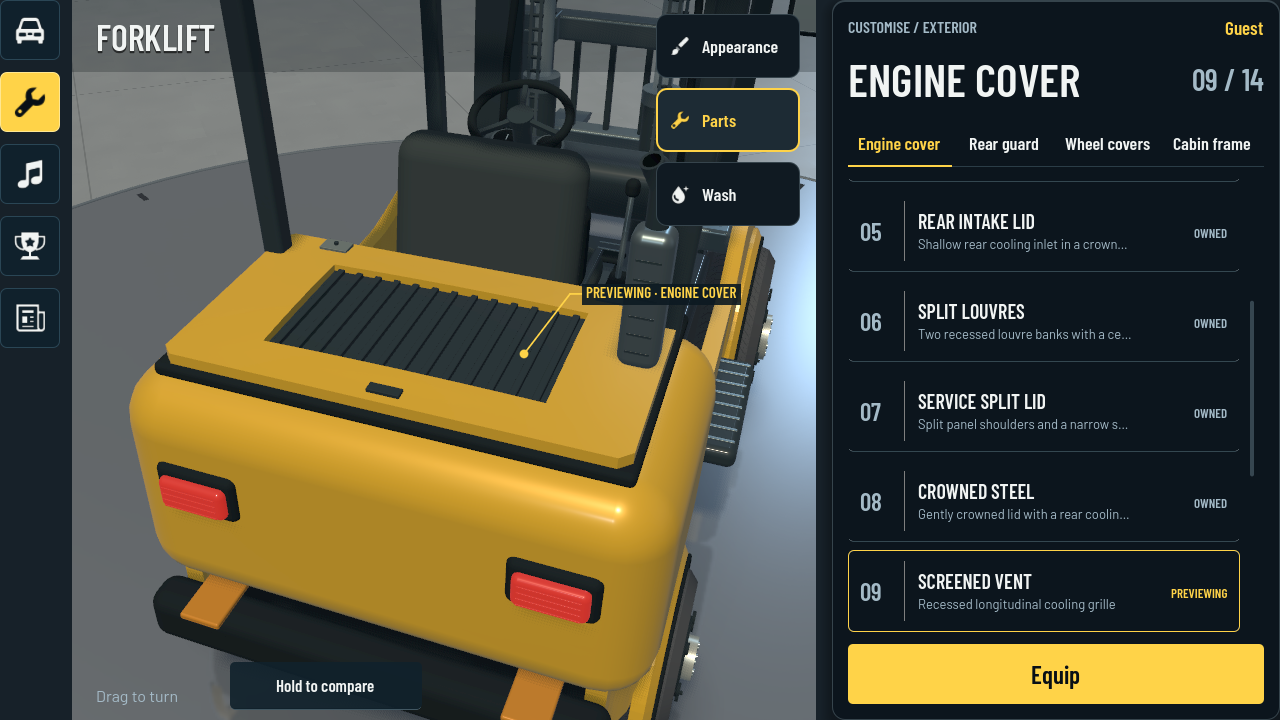 FORKLIFT
Appearance
Parts
Wash
PREVIEWING · ENGINE COVER
Drag to turn
Hold to compare
CUSTOMISE / EXTERIOR
Guest
ENGINE COVER
09 / 14
Engine cover
Rear guard
Wheel covers
Cabin frame
05
REAR INTAKE LID
Shallow rear cooling inlet in a crown...
OWNED
06
SPLIT LOUVRES
Two recessed louvre banks with a ce...
OWNED
07
SERVICE SPLIT LID
Split panel shoulders and a narrow s...
OWNED
08
CROWNED STEEL
Gently crowned lid with a rear coolin...
OWNED
09
SCREENED VENT
Recessed longitudinal cooling grille
PREVIEWING
Equip